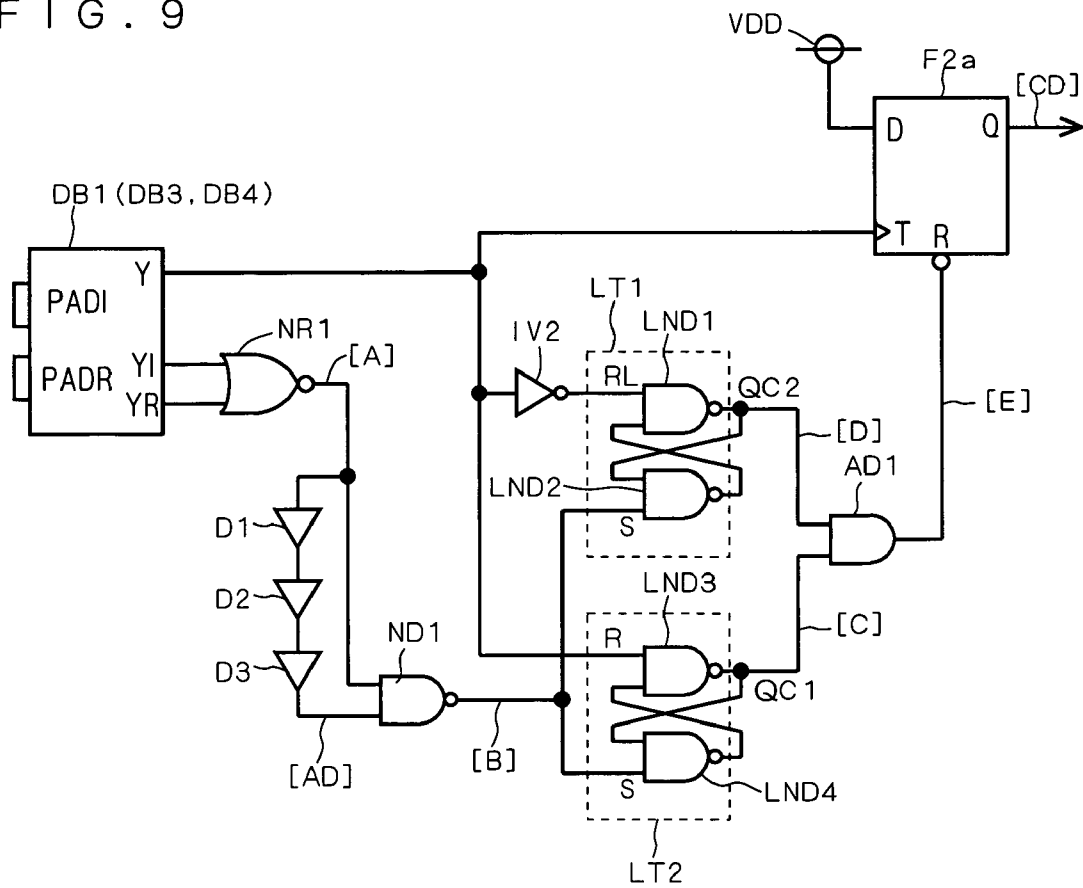 FIG. 9
VDD
F2a
[CD]
D
Q
T
R
DB1 (DB3, DB4)
Y
PADI
YI
PADR
YR
NR1
[A]
IV2
LT1
LND1
RL
QC2
[D]
[E]
AD1
LND2
S
D1
D2
D3
ND1
[AD]
[B]
LND3
R
[C]
QC1
S
LND4
LT2